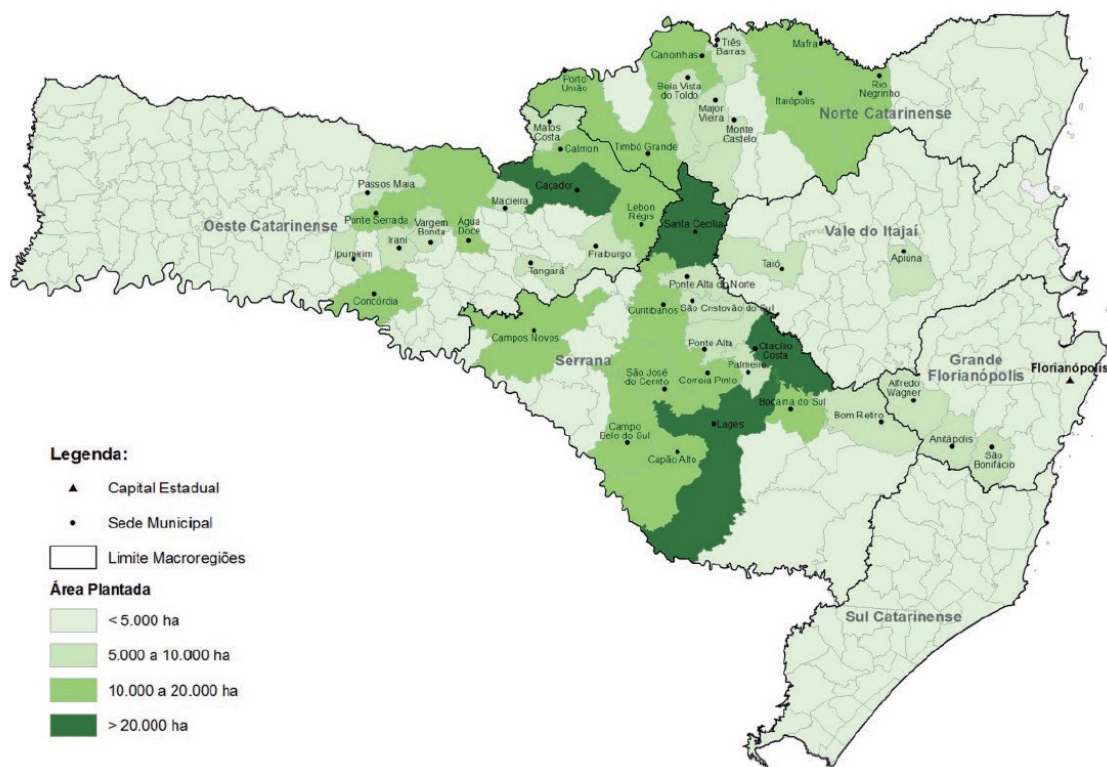 Três
Barras
Canoinhas
Mafra
Porto
União
Bela Vista
do Toldo
Rio
Negrinho
Itaiópolis
Major
Vieira
Norte Catarinense
Matos
Costa
Monte
Castelo
Calmon
Timbó Grande
Passos Maia
Caçador
Macieira
Lebon
Régis
Oeste Catarinense
Ponte Serrada
Vargem
Bonita
Água
Doce
Santa Cecília
Vale do Itajaí
Irani
Ipumirim
Fraiburgo
Apiúna
Tangará
Taió
Ponte Alta do Norte
Concórdia
Curitibanos
São Cristovão do Sul
Campos Novos
Otacílio
Costa
Ponte Alta
Serrana
Palmeira
Grande
Florianópolis
Florianópolis
São José
do Cerrito
Correia Pinto
Alfredo
Wagner
Bocaina do Sul
Bom Retiro
Lages
Campo
Belo do Sul
Anitápolis
São
Bonifácio
Capão Alto
Legenda:
Capital Estadual
Sede Municipal
Limite Macroregiões
Área Plantada
< 5.000 ha
5.000 a 10.000 ha
10.000 a 20.000 ha
> 20.000 ha
Sul Catarinense